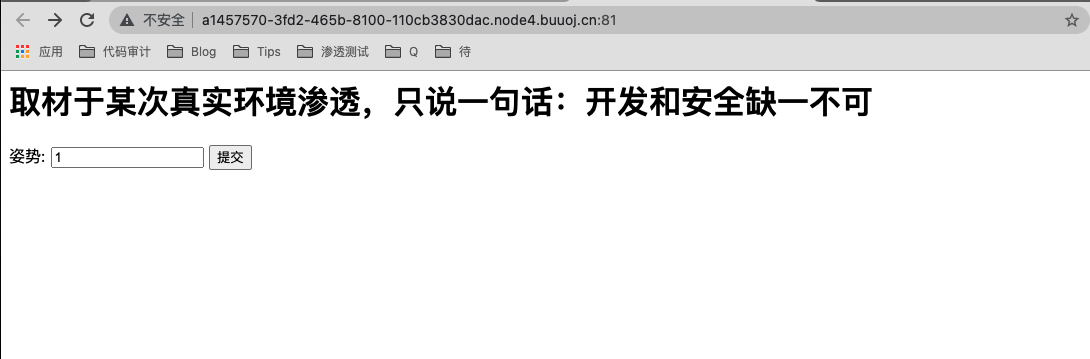 不安全 a1457570-3fd2-465b-8100-110cb3830dac.node4.buuoj.cn:81
应用 代码审计 Blog Tips 渗透测试 Q 待
取材于某次真实环境渗透，只说一句话：开发和安全缺一不可
姿势: 1 提交